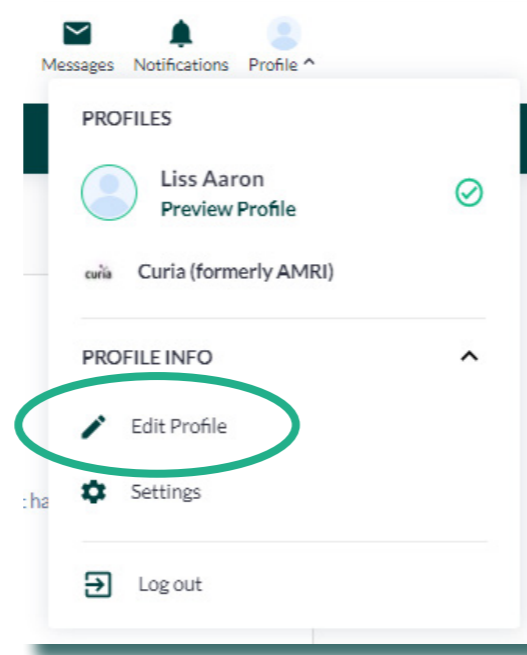 Messages Notifications Profile
PROFILES
Liss Aaron
Preview Profile
curia Curia (formerly AMRI)
PROFILE INFO
Edit Profile
: ha
Settings
Log out